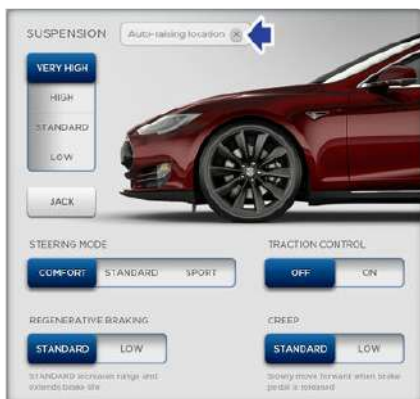 SUSPENSION
Auto-raising location ×
VERY HIGH
HIGH
STANDARD
LOW
JACK
STEERING MODE
COMFORT STANDARD SPORT
TRACTION CONTROL
OFF ON
REGENERATIVE BRAKING
STANDARD LOW
STANDARD increases range and
extends brake life
CREEP
STANDARD LOW
Slowly move forward when brake
pedal is released